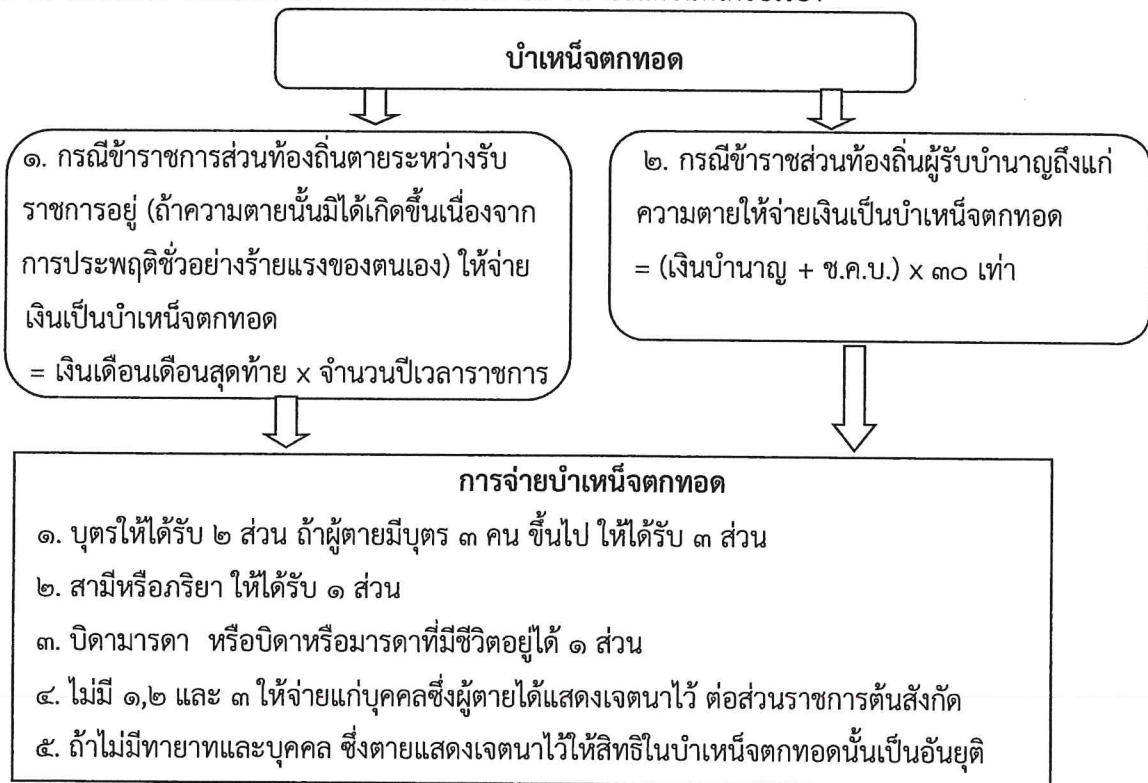 บำเหน็จตกทอด
๑. กรณีข้าราชการส่วนท้องถิ่นตายระหว่างรับ
ราชการอยู่ (ถ้าความตายนั้นมิได้เกิดขึ้นเนื่องจาก
การประพฤติชั่วอย่างร้ายแรงของตนเอง) ให้จ่าย
เงินเป็นบำเหน็จตกทอด
= เงินเดือนเดือนสุดท้าย x จำนวนปีเวลาราชการ
๒. กรณีข้าราชส่วนท้องถิ่นผู้รับบำนาญถึงแก่
ความตายให้จ่ายเงินเป็นบำเหน็จตกทอด
= (เงินบำนาญ + ช.ค.บ.) x ๓๐ เท่า
การจ่ายบำเหน็จตกทอด
๑. บุตรให้ได้รับ ๒ ส่วน ถ้าผู้ตายมีบุตร ๓ คน ขึ้นไป ให้ได้รับ ๓ ส่วน
๒. สามีหรือภริยา ให้ได้รับ ๑ ส่วน
๓. บิดามารดา หรือบิดาหรือมารดาที่มีชีวิตอยู่ได้ ๑ ส่วน
๔. ไม่มี ๑,๒ และ ๓ ให้จ่ายแก่บุคคลซึ่งผู้ตายได้แสดงเจตนาไว้ ต่อส่วนราชการต้นสังกัด
๕. ถ้าไม่มีทายาทและบุคคล ซึ่งตายแสดงเจตนาไว้ให้สิทธิในบำเหน็จตกทอดนั้นเป็นอันยุติ